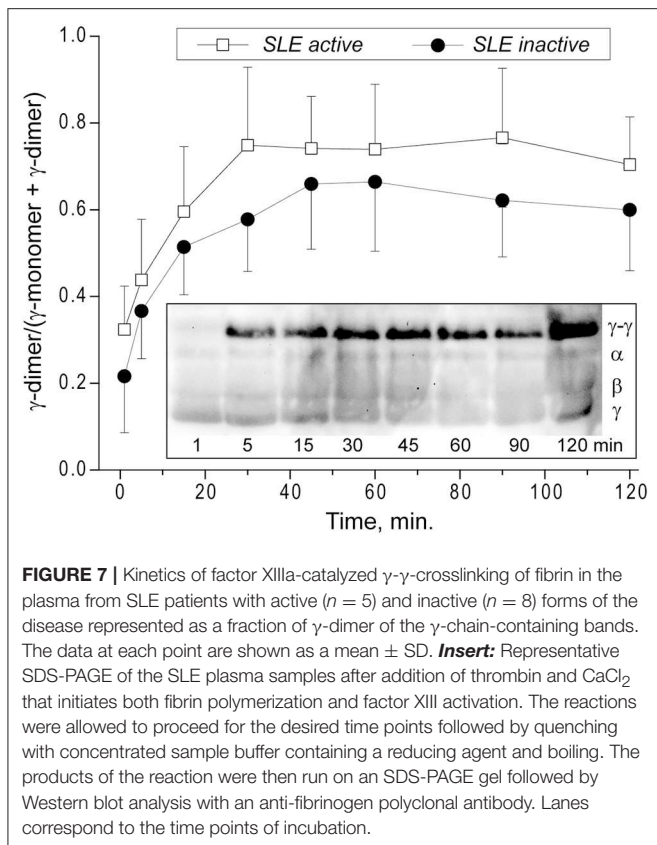 1.0
SLE active
SLE inactive
0.8
0.6
0.4
0.2
0.0
γ-dimer/(γ-monomer + γ-dimer)
γ-γ
α
β
γ
1 5 15 30 45 60 90 120 min
0 20 40 60 80 100 120
Time, min.
FIGURE 7 | Kinetics of factor XIIIa-catalyzed γ-γ-crosslinking of fibrin in the
plasma from SLE patients with active (n = 5) and inactive (n = 8) forms of the
disease represented as a fraction of γ-dimer of the γ-chain-containing bands.
The data at each point are shown as a mean ± SD. Insert: Representative
SDS-PAGE of the SLE plasma samples after addition of thrombin and CaCl₂
that initiates both fibrin polymerization and factor XIII activation. The reactions
were allowed to proceed for the desired time points followed by quenching
with concentrated sample buffer containing a reducing agent and boiling. The
products of the reaction were then run on an SDS-PAGE gel followed by
Western blot analysis with an anti-fibrinogen polyclonal antibody. Lanes
correspond to the time points of incubation.